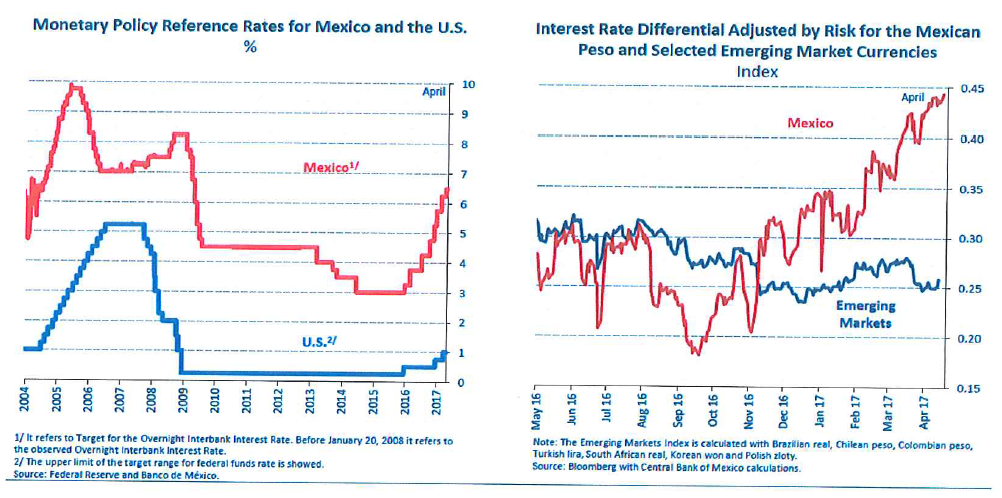 Monetary Policy Reference Rates for Mexico and the U.S.
%
April
10
9
8
7
6
5
4
3
2
1
0
Mexico1/
U.S.2/
2004
2005
2006
2007
2008
2009
2010
2011
2012
2013
2014
2015
2016
2017
1/ It refers to Target for the Overnight Interbank Interest Rate. Before January 20, 2008 it refers to
the observed Overnight Interbank Interest Rate.
2/ The upper limit of the target range for federal funds rate is showed.
Source: Federal Reserve and Banco de México.
Interest Rate Differential Adjusted by Risk for the Mexican
Peso and Selected Emerging Market Currencies
Index
April
Mexico
Emerging
Markets
0.45
0.40
0.35
0.30
0.25
0.20
0.15
May 16
Jun 16
Jul 16
Aug 16
Sep 16
Oct 16
Nov 16
Dec 16
Jan 17
Feb 17
Mar 17
Apr 17
Note: The Emerging Markets Index is calculated with Brazilian real, Chilean peso, Colombian peso,
Turkish lira, South African real, Korean won and Polish zloty.
Source: Bloomberg with Central Bank of Mexico calculations.